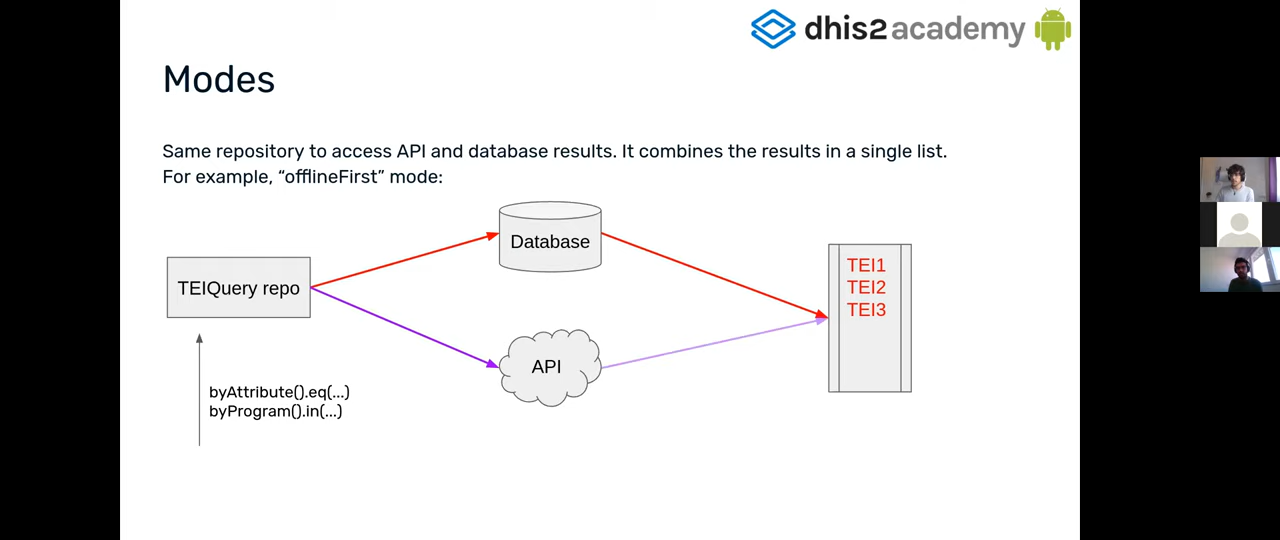 dhis2 academy
Modes
Same repository to access API and database results. It combines the results in a single list.
For example, “offlineFirst” mode:
Database
TEIQuery repo
TEI1
TEI2
TEI3
API
byAttribute().eq(...)
byProgram().in(...)